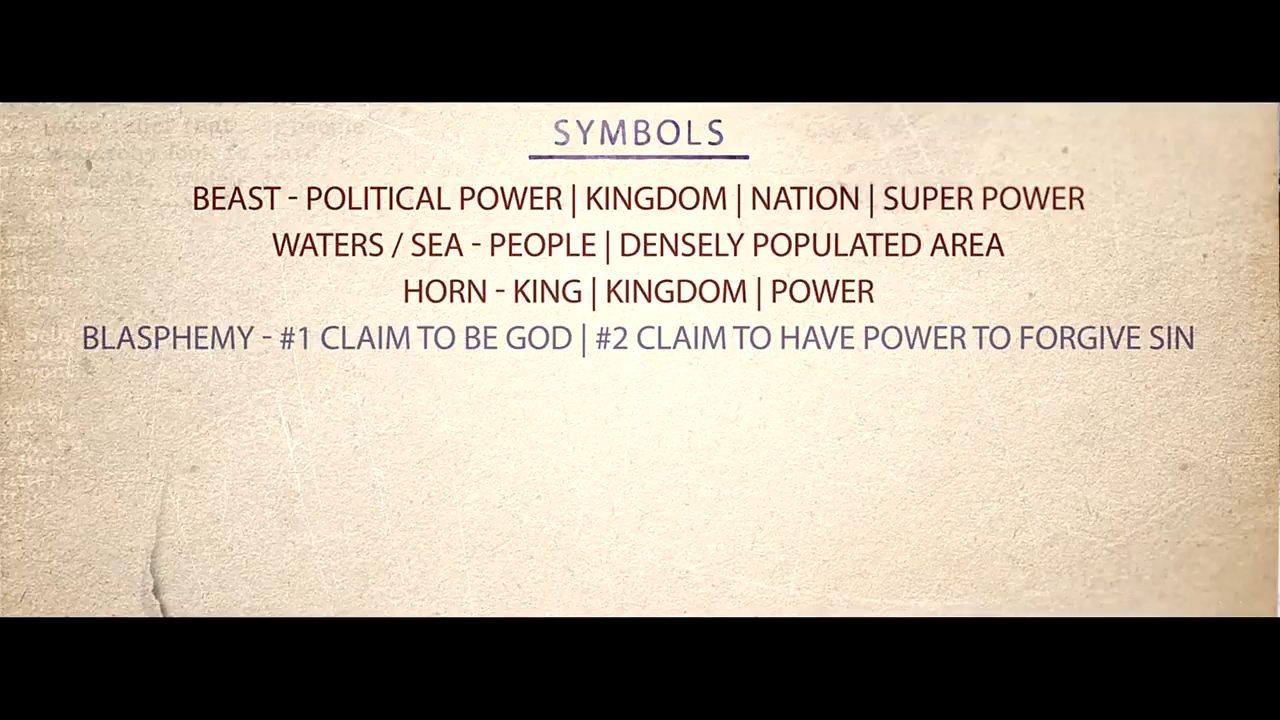 SYMBOLS
BEAST - POLITICAL POWER | KINGDOM | NATION | SUPER POWER
WATERS / SEA - PEOPLE | DENSELY POPULATED AREA
HORN - KING | KINGDOM | POWER
BLASPHEMY - #1 CLAIM TO BE GOD | #2 CLAIM TO HAVE POWER TO FORGIVE SIN